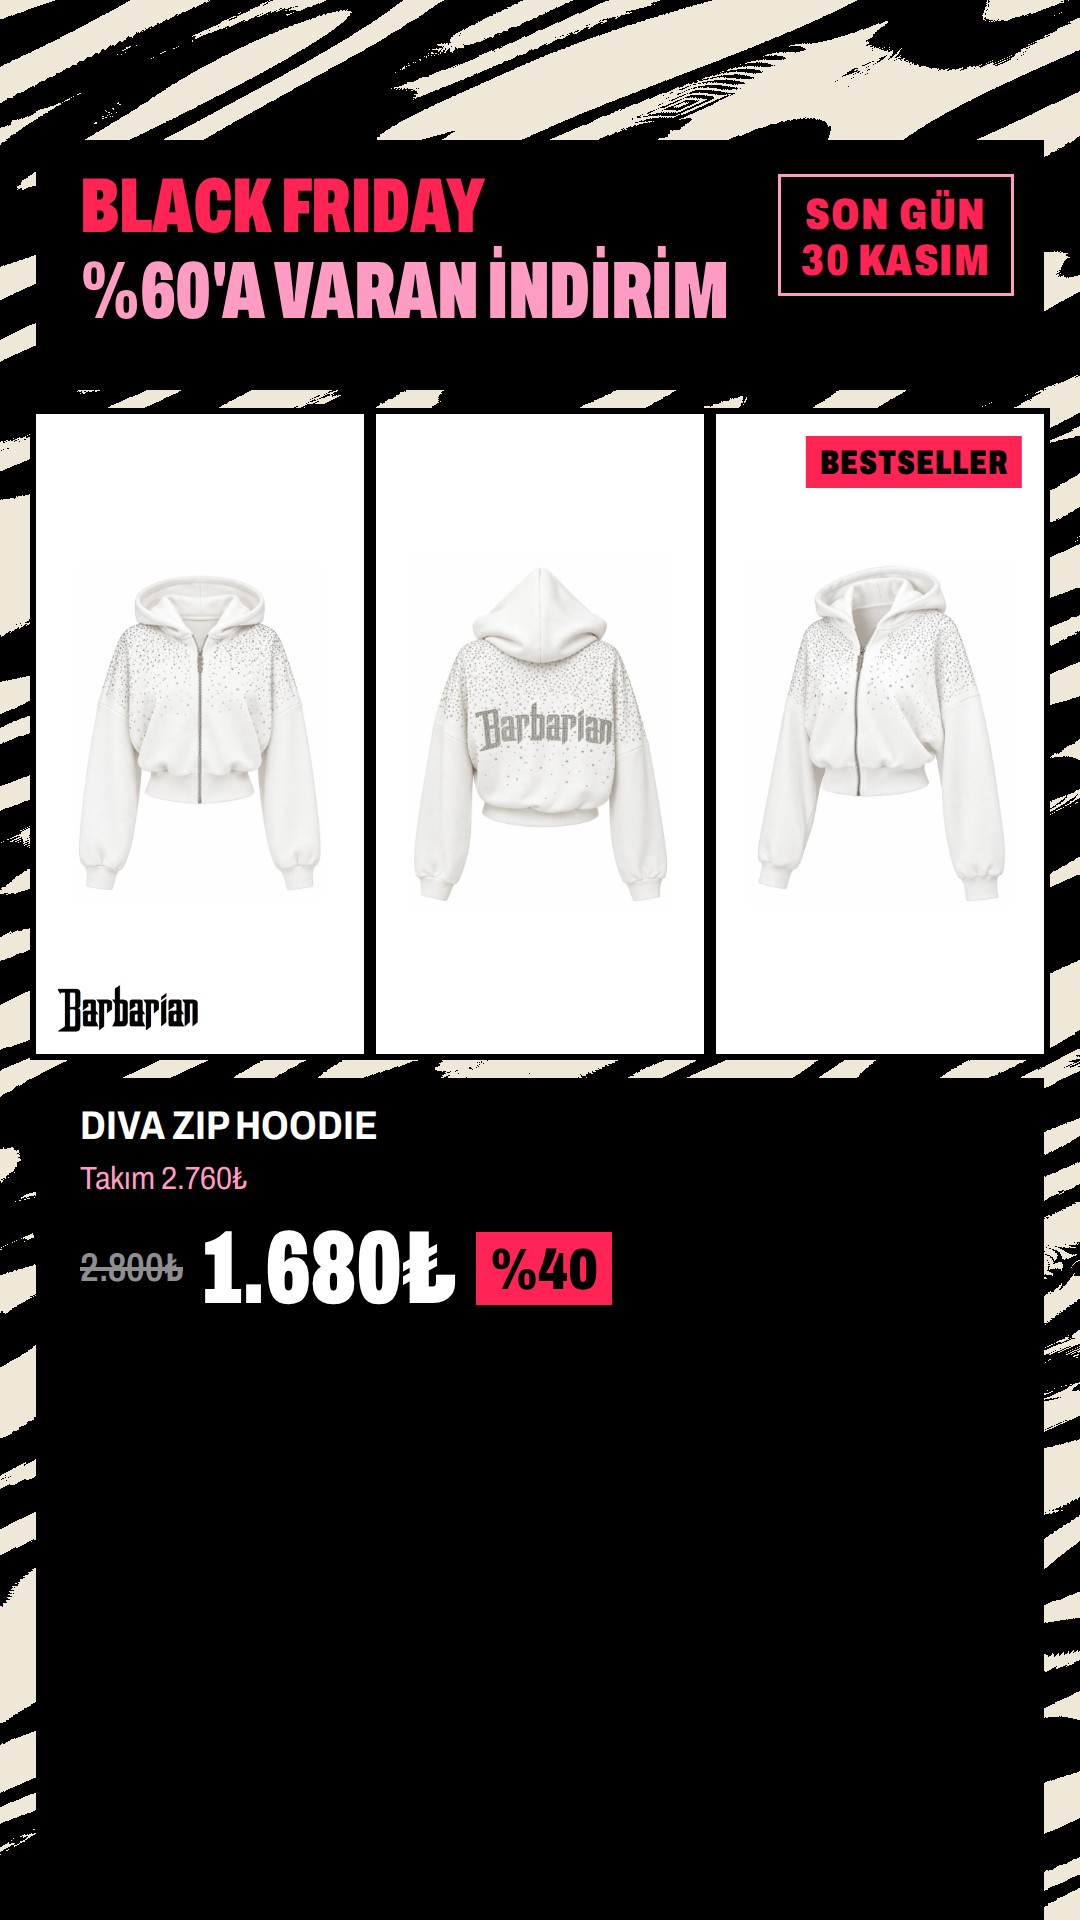 BLACK FRIDAY
%60'A VARAN İNDİRİM
SON GÜN
30 KASIM
BESTSELLER
Barbarian
Barbarian
DIVA ZIP HOODIE
Takım 2.760₺
2.800₺ 1.680₺ %40